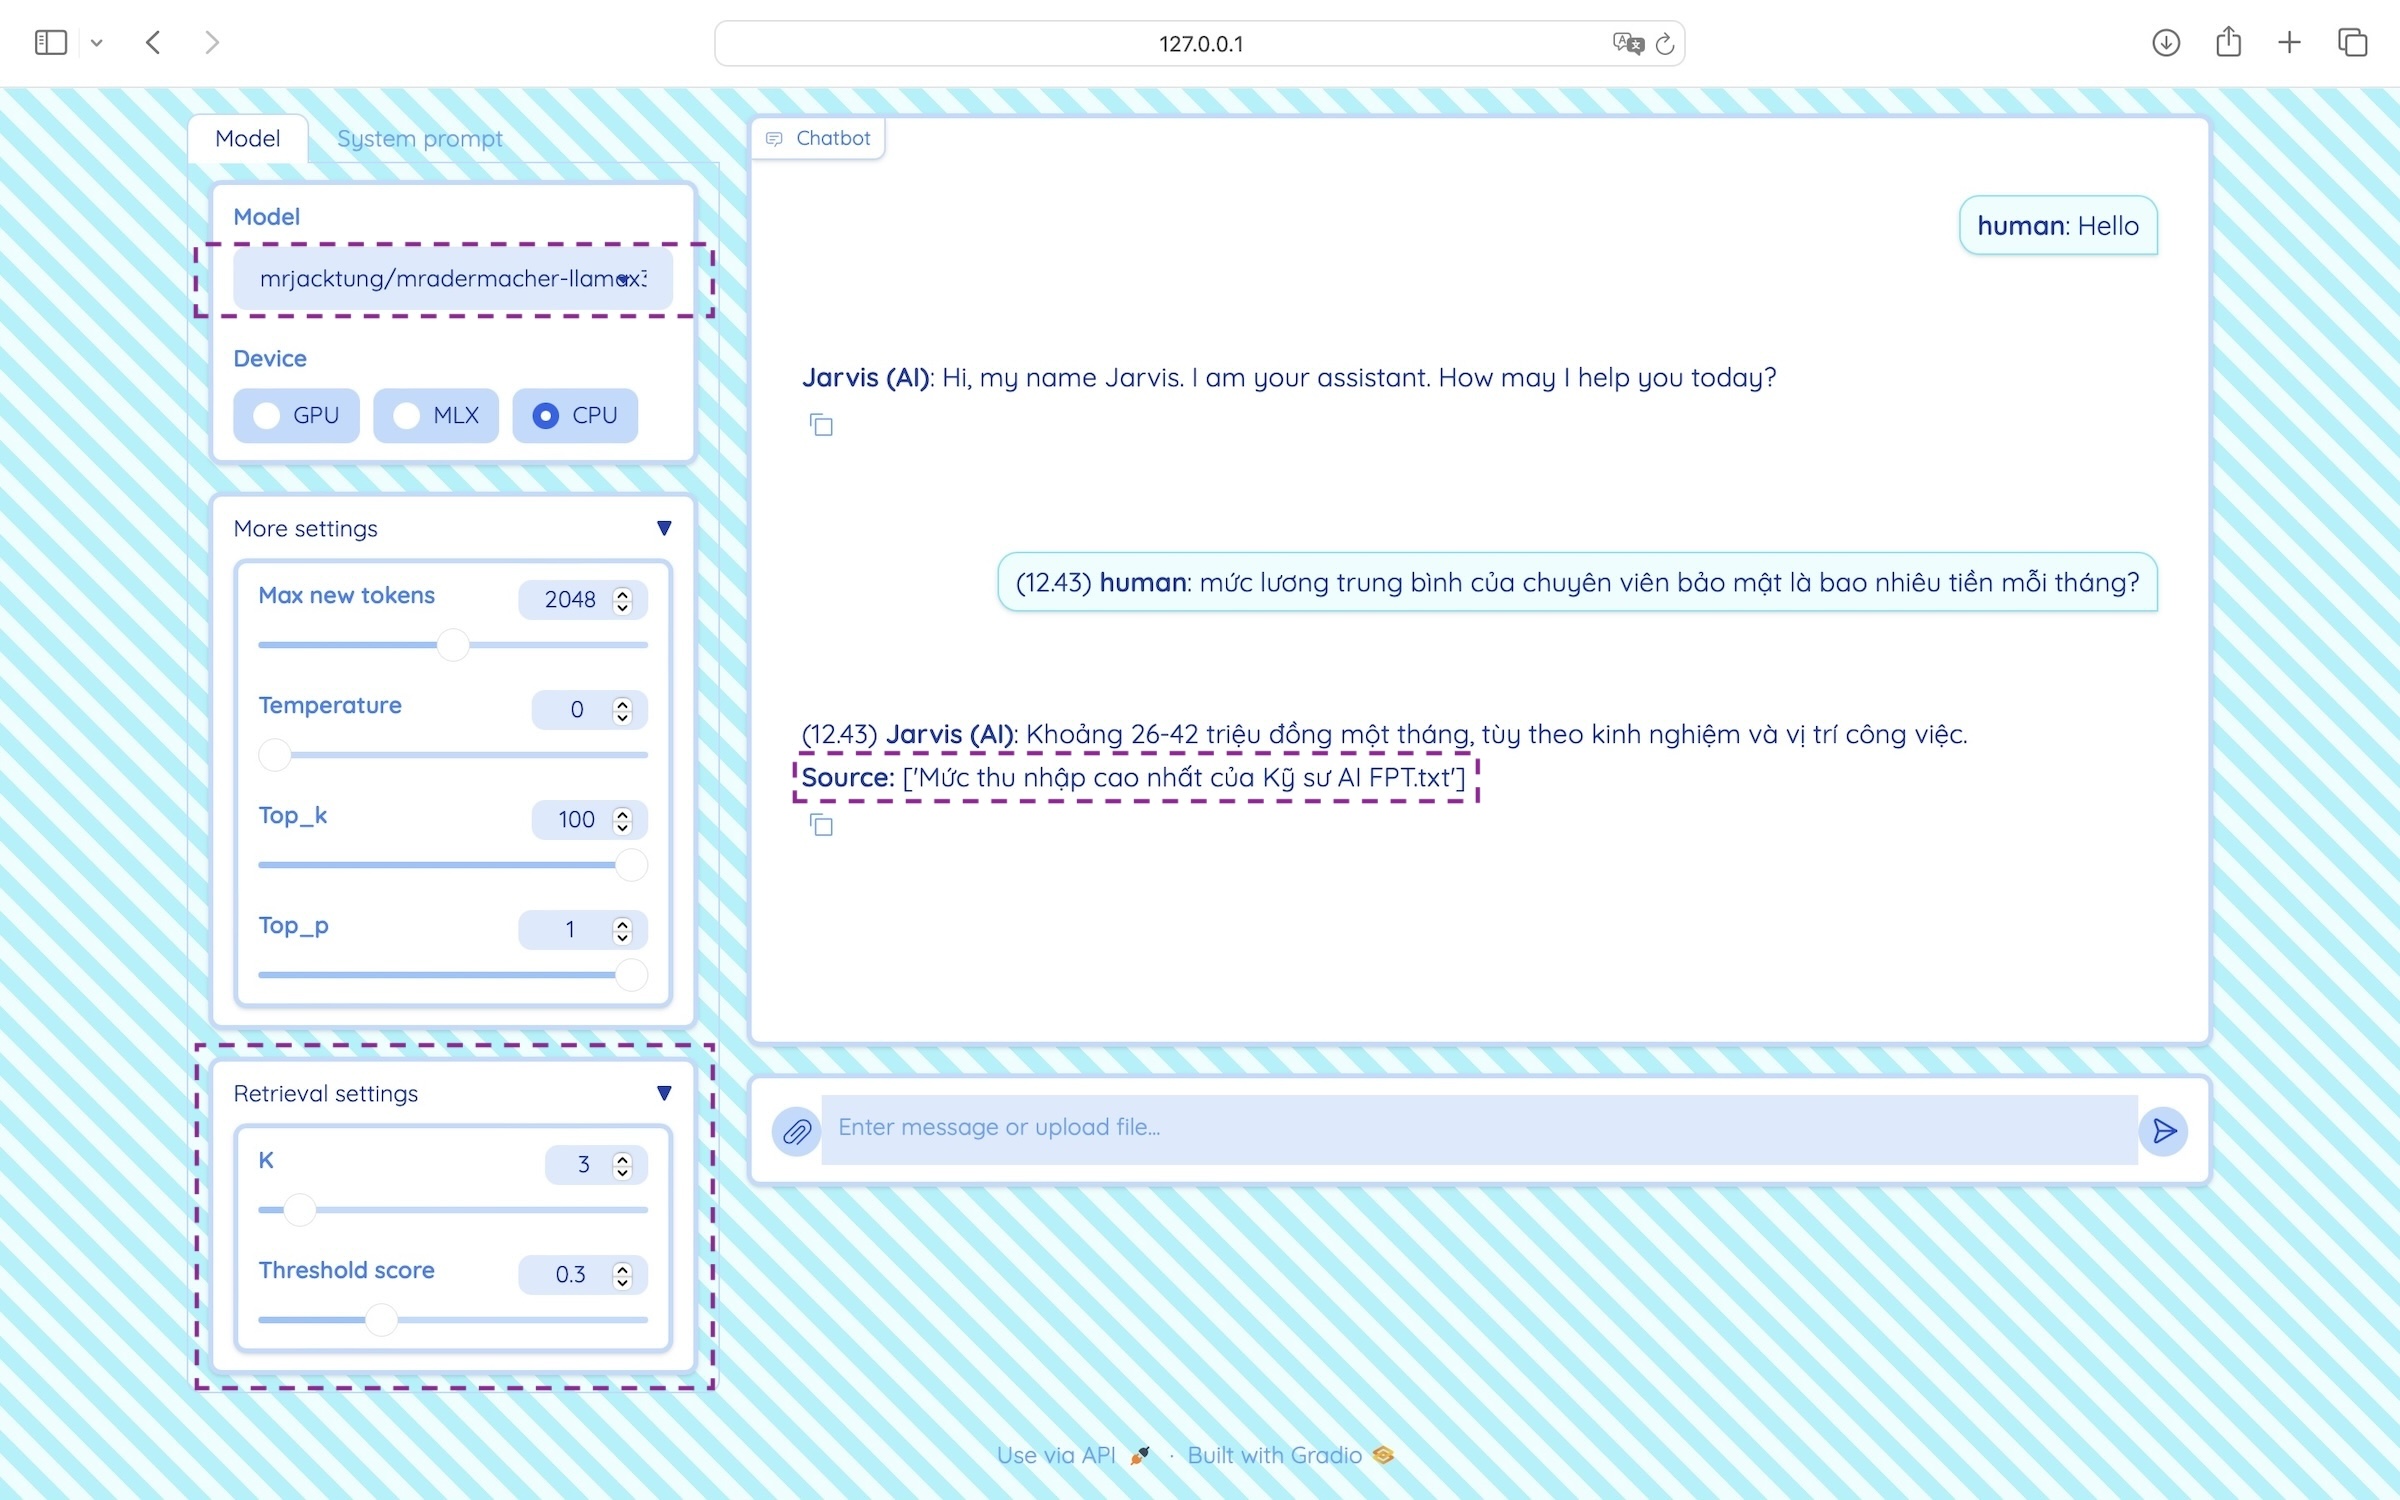 127.0.0.1
Model
System prompt
Model
mrjacktung/mradermacher-llamax3
Device
GPU
MLX
CPU
More settings
Max new tokens
2048
Temperature
0
Top_k
100
Top_p
1
Retrieval settings
K
3
Threshold score
0.3
Chatbot
human: Hello
Jarvis (AI): Hi, my name Jarvis. I am your assistant. How may I help you today?
(12.43) human: mức lương trung bình của chuyên viên bảo mật là bao nhiêu tiền mỗi tháng?
(12.43) Jarvis (AI): Khoảng 26-42 triệu đồng một tháng, tùy theo kinh nghiệm và vị trí công việc.
Source: ['Mức thu nhập cao nhất của Kỹ sư AI FPT.txt']
Enter message or upload file...
Use via API · Built with Gradio